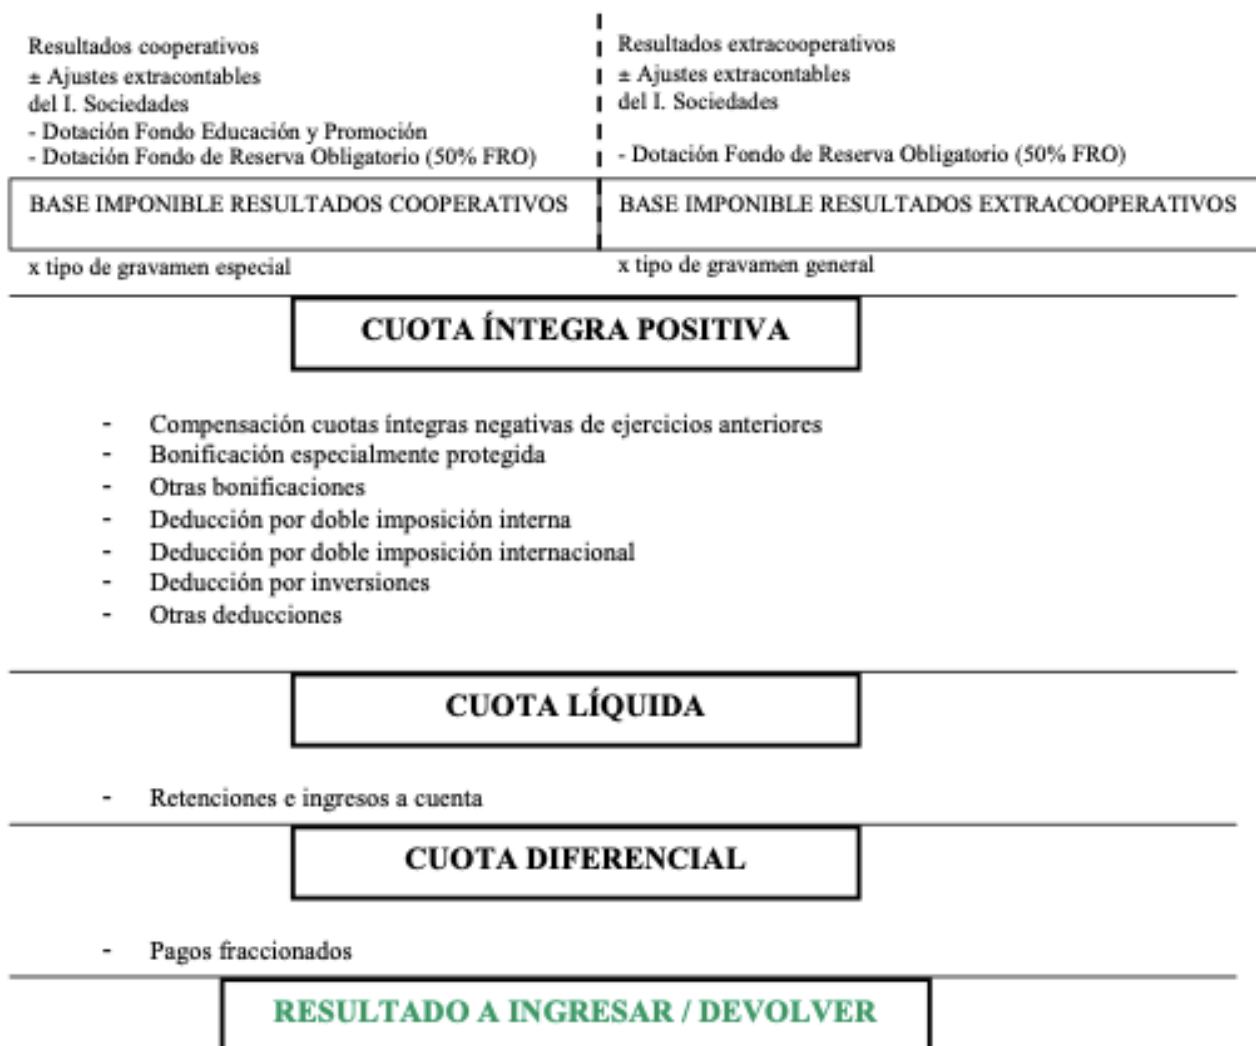 Resultados cooperativos
± Ajustes extracontables
del I. Sociedades
- Dotación Fondo Educación y Promoción
- Dotación Fondo de Reserva Obligatorio (50% FRO)
BASE IMPONIBLE RESULTADOS COOPERATIVOS
x tipo de gravamen especial
Resultados extracooperativos
± Ajustes extracontables
del I. Sociedades
- Dotación Fondo de Reserva Obligatorio (50% FRO)
BASE IMPONIBLE RESULTADOS EXTRACOOPERATIVOS
x tipo de gravamen general
CUOTA ÍNTEGRA POSITIVA
- Compensación cuotas íntegras negativas de ejercicios anteriores
- Bonificación especialmente protegida
- Otras bonificaciones
- Deducción por doble imposición interna
- Deducción por doble imposición internacional
- Deducción por inversiones
- Otras deducciones
CUOTA LÍQUIDA
- Retenciones e ingresos a cuenta
CUOTA DIFERENCIAL
- Pagos fraccionados
RESULTADO A INGRESAR / DEVOLVER